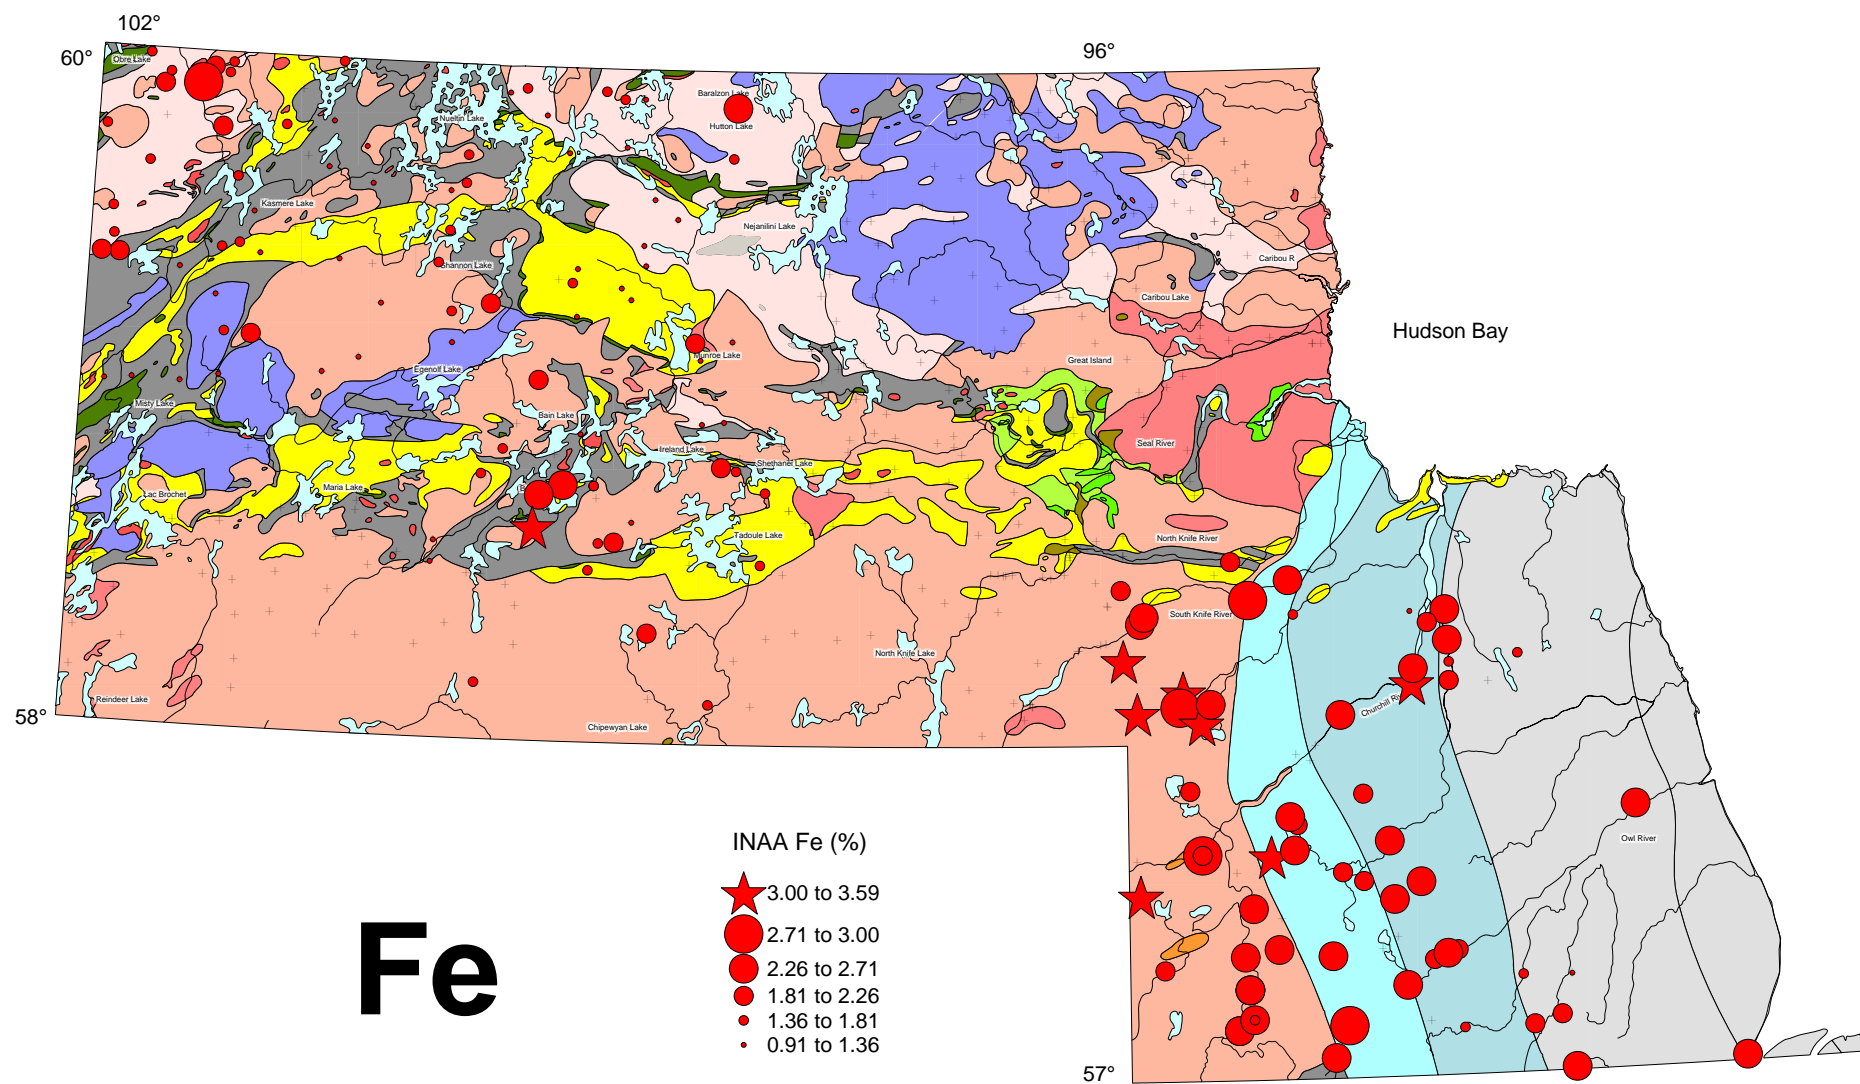 102°
60°
96°
Obre Lake
Baralzon Lake
Nueltin Lake
Hutton Lake
Kasmere Lake
Nejanilini Lake
Shannon Lake
Caribou R
Caribou Lake
Hudson Bay
Munroe Lake
Great Island
Egenolf Lake
Misty Lake
Bain Lake
Seal River
Ireland Lake
Shethanei Lake
Maria Lake
Lac Brochet
Tadoule Lake
North Knife River
South Knife River
North Knife Lake
Reindeer Lake
Churchill Riv
58°
Chipewyan Lake
Owl River
INAA Fe (%)
3.00 to 3.59
2.71 to 3.00
2.26 to 2.71
1.81 to 2.26
1.36 to 1.81
0.91 to 1.36
Fe
57°